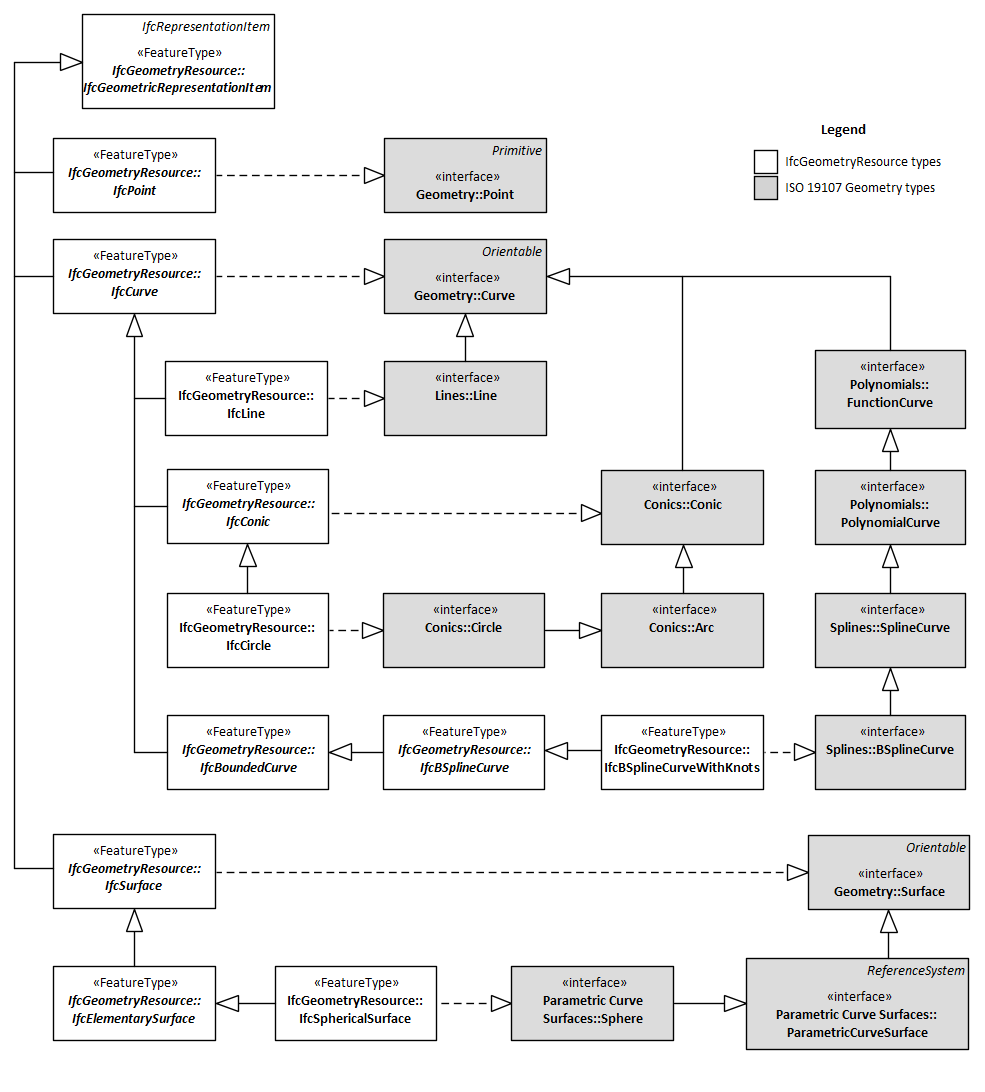 IfcRepresentationItem
«FeatureType»
IfcGeometryResource::
IfcGeometricRepresentationItem
Legend
IfcGeometryResource types
ISO 19107 Geometry types
«FeatureType»
IfcGeometryResource::
IfcPoint
Primitive
«interface»
Geometry::Point
«FeatureType»
IfcGeometryResource::
IfcCurve
Orientable
«interface»
Geometry::Curve
«FeatureType»
IfcGeometryResource::
IfcLine
«interface»
Lines::Line
«interface»
Polynomials::
FunctionCurve
«FeatureType»
IfcGeometryResource::
IfcConic
«interface»
Conics::Conic
«interface»
Polynomials::
PolynomialCurve
«FeatureType»
IfcGeometryResource::
IfcCircle
«interface»
Conics::Circle
«interface»
Conics::Arc
«interface»
Splines::SplineCurve
«FeatureType»
IfcGeometryResource::
IfcBoundedCurve
«FeatureType»
IfcGeometryResource::
IfcBSplineCurve
«FeatureType»
IfcGeometryResource::
IfcBSplineCurveWithKnots
«interface»
Splines::BSplineCurve
«FeatureType»
IfcGeometryResource::
IfcSurface
Orientable
«interface»
Geometry::Surface
«FeatureType»
IfcGeometryResource::
IfcElementarySurface
«FeatureType»
IfcGeometryResource::
IfcSphericalSurface
«interface»
Parametric Curve
Surfaces::Sphere
ReferenceSystem
«interface»
Parametric Curve Surfaces::
ParametricCurveSurface